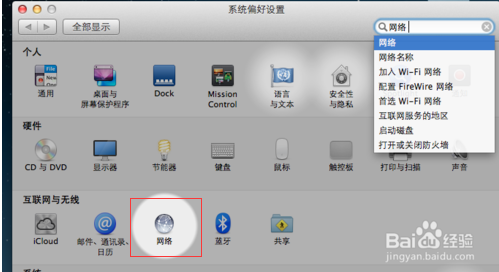 系统偏好设置
全部显示
网络
个人
网络
网络名称
加入 Wi-Fi 网络
配置 FireWire 网络
首选 Wi-Fi 网络
互联网服务的地区
启动磁盘
打开或关闭防火墙
通用
桌面与
屏幕保护程序
Dock
Mission
Control
语言
与文本
安全性
与隐私
硬件
CD 与 DVD
显示器
节能器
键盘
鼠标
触控板
打印与扫描
声音
互联网与无线
iCloud
邮件、通讯录、
日历
网络
蓝牙
共享
Baidu经验
jingyan.baidu.com